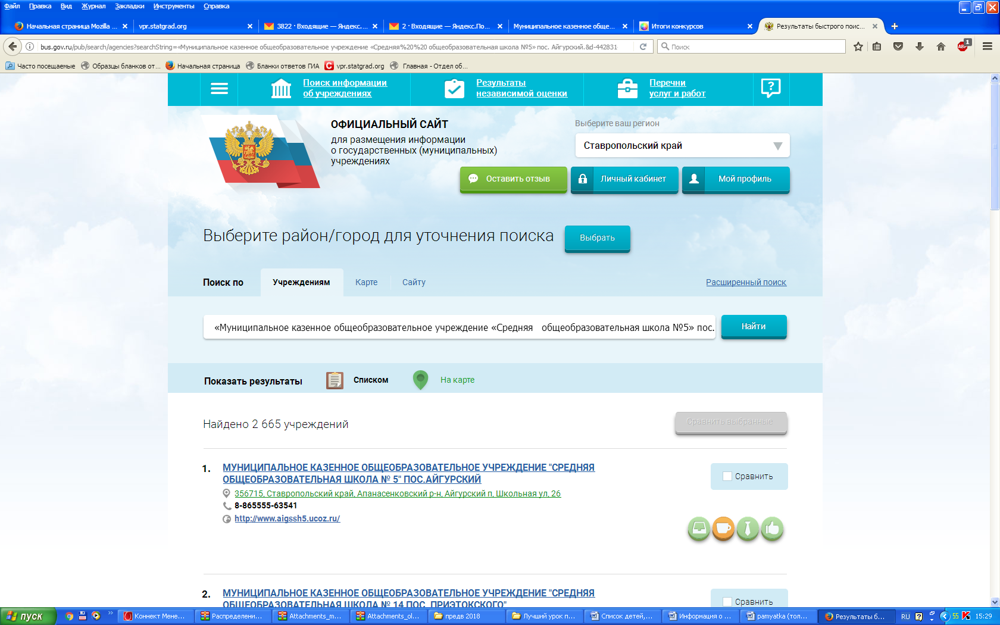 Файл Правка Вид Журнал Закладки Инструменты Справка
Начальная страница Mozilla ... vpr.statgrad.org 3822 · Входящие — Яндекс.... 2 · Входящие — Яндекс.По... Муниципальное казенное обще... Итоги конкурсов Результаты быстрого поис...
bus.gov.ru/pub/search/agencies?searchString=«Муниципальное казенное общеобразовательное учреждение «Средняя%20%20 общеобразовательная школа №5» пос. Айгурский.&d-442831 Поиск ABP 1
Часто посещаемые Образцы бланков от... Начальная страница Бланки ответов ГИА vpr.statgrad.org Главная - Отдел об...
Поиск информации
об учреждениях
Результаты
независимой оценки
Перечни
услуг и работ
ОФИЦИАЛЬНЫЙ САЙТ
для размещения информации
о государственных (муниципальных)
учреждениях
Выберите ваш регион
Ставропольский край
Оставить отзыв Личный кабинет Мой профиль
Выберите район/город для уточнения поиска Выбрать
Поиск по Учреждениям Карте Сайту Расширенный поиск
«Муниципальное казенное общеобразовательное учреждение «Средняя   общеобразовательная школа №5» пос. Найти
Показать результаты Списком На карте
Найдено 2 665 учреждений Сравнить выбранные
1. МУНИЦИПАЛЬНОЕ КАЗЕННОЕ ОБЩЕОБРАЗОВАТЕЛЬНОЕ УЧРЕЖДЕНИЕ "СРЕДНЯЯ
ОБЩЕОБРАЗОВАТЕЛЬНАЯ ШКОЛА № 5" ПОС.АЙГУРСКИЙ
Сравнить
356715, Ставропольский край, Апанасенковский р-н, Айгурский п, Школьная ул, 26
8-865555-63541
http://www.aigssh5.ucoz.ru/
2. МУНИЦИПАЛЬНОЕ КАЗЕННОЕ ОБЩЕОБРАЗОВАТЕЛЬНОЕ УЧРЕЖДЕНИЕ "СРЕДНЯЯ
ОБЩЕОБРАЗОВАТЕЛЬНАЯ ШКОЛА № 14 ПОС. ПРИЭТОКСКОГО"
Сравнить
пуск Коннект Мене... Распределени... Attachments_m... Attachments_ol... предв 2018 Лучший урок п... Список детей,... Информация о ... pamyatka (тол... Результаты б... RU 55 15:29